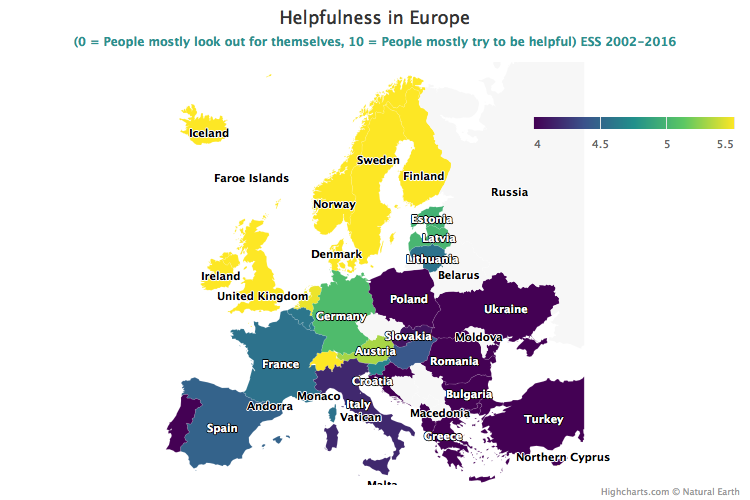 Helpfulness in Europe
(0 = People mostly look out for themselves, 10 = People mostly try to be helpful) ESS 2002-2016
4 4.5 5 5.5
Iceland
Sweden
Faroe Islands
Finland
Russia
Norway
Estonia
Latvia
Denmark
Lithuania
Ireland
Belarus
United Kingdom
Poland
Germany
Ukraine
Slovakia
Moldova
Austria
France
Romania
Croatia
Monaco
Bulgaria
Andorra
Italy
Macedonia
Vatican
Turkey
Spain
Greece
Northern Cyprus
Malta
Highcharts.com © Natural Earth